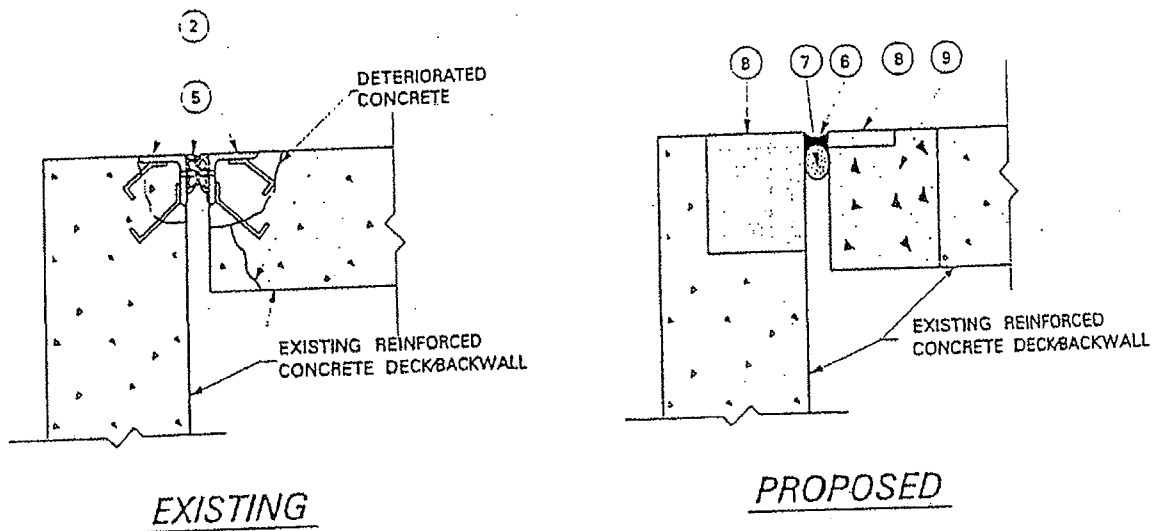 2
5
DETERIORATED
CONCRETE
EXISTING REINFORCED
CONCRETE DECK/BACKWALL
EXISTING
8
7
6
8
9
EXISTING REINFORCED
CONCRETE DECK/BACKWALL
PROPOSED